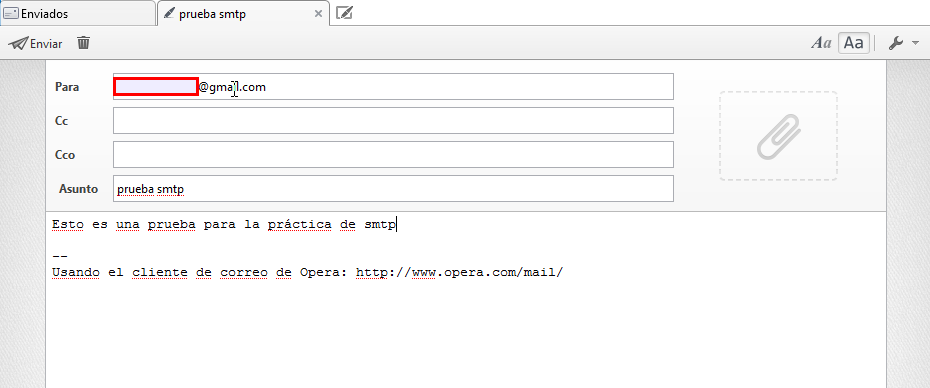 Enviados
prueba smtp
Enviar
Aa Aa
Para @gmail.com
Cc
Cco
Asunto prueba smtp
Esto es una prueba para la práctica de smtp
--
Usando el cliente de correo de Opera: http://www.opera.com/mail/